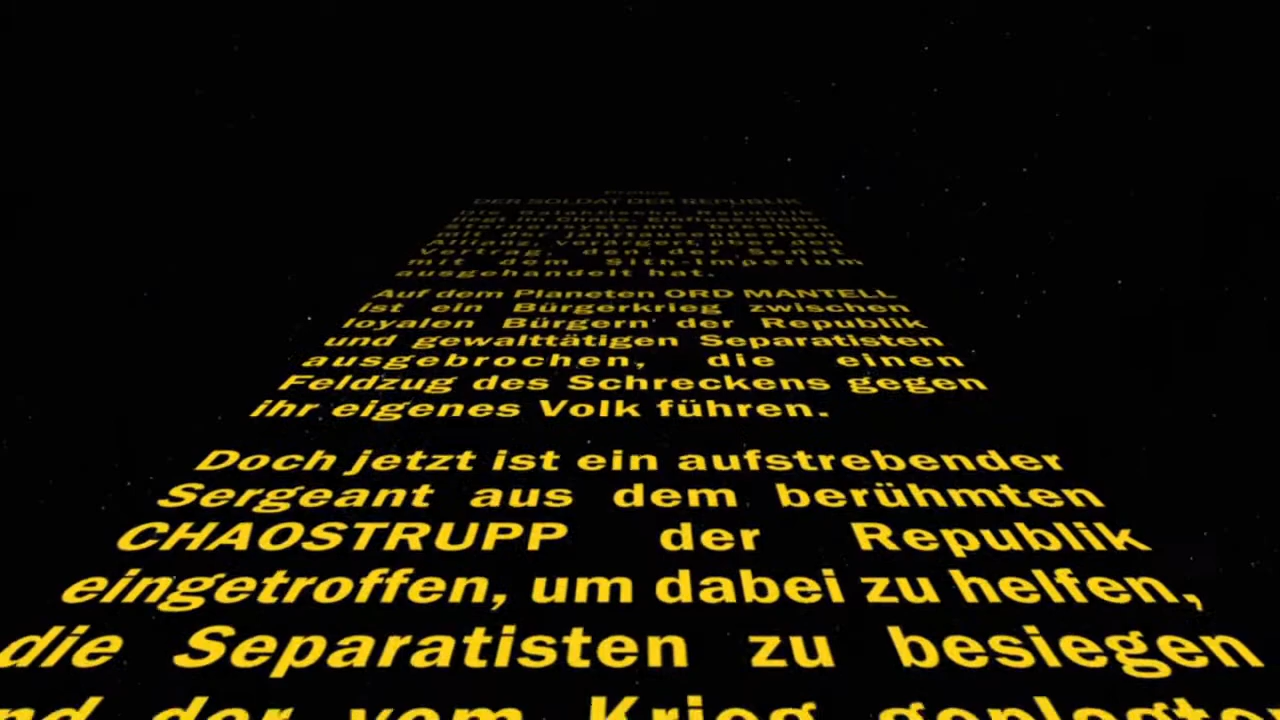 Prolog
DER SOLDAT DER REPUBLIK
Die Galaktische Republik
liegt im Chaos. Einflussreiche
Sternensysteme brechen
mit der jahrtausendealten
Allianz, verärgert über den
Vertrag, den der Senat
mit dem Sith-Imperium
ausgehandelt hat.
Auf dem Planeten ORD MANTELL
ist ein Bürgerkrieg zwischen
loyalen Bürgern der Republik
und gewalttätigen Separatisten
ausgebrochen, die einen
Feldzug des Schreckens gegen
ihr eigenes Volk führen.
Doch jetzt ist ein aufstrebender
Sergeant aus dem berühmten
CHAOSTRUPP der Republik
eingetroffen, um dabei zu helfen,
die Separatisten zu besiegen
der vom Krieg